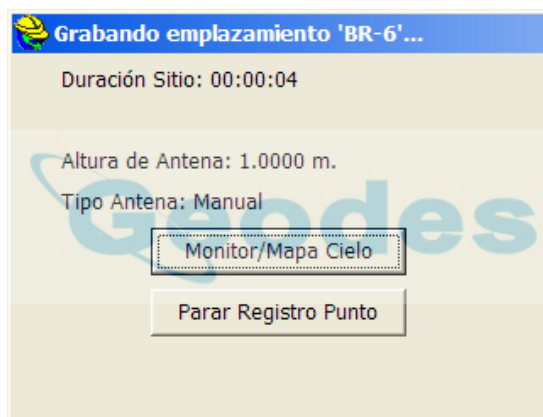 Grabando emplazamiento 'BR-6'...
Duración Sitio: 00:00:04
Altura de Antena: 1.0000 m.
Tipo Antena: Manual
Geodes
Monitor/Mapa Cielo
Parar Registro Punto